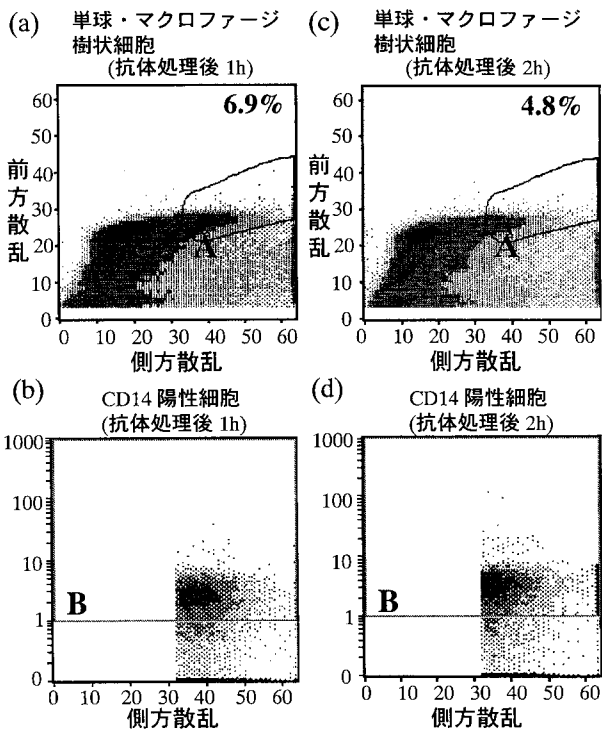 (a) 単球・マクロファージ
樹状細胞
(抗体処理後 1h)
6.9%
60
50
40
30
20
10
0
前方散乱
A
0 10 20 30 40 50 60
側方散乱
(c) 単球・マクロファージ
樹状細胞
(抗体処理後 2h)
4.8%
60
50
40
30
20
10
0
前方散乱
A
0 10 20 30 40 50 60
側方散乱
(b) CD14 陽性細胞
(抗体処理後 1h)
1000
100
10
1
0
B
0 10 20 30 40 50 60
側方散乱
(d) CD14 陽性細胞
(抗体処理後 2h)
1000
100
10
1
0
B
0 10 20 30 40 50 60
側方散乱